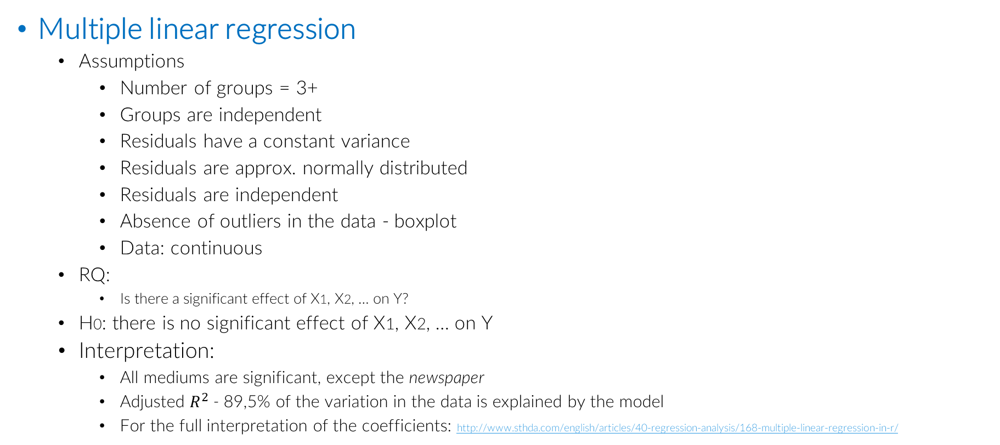 • Multiple linear regression
• Assumptions
• Number of groups = 3+
• Groups are independent
• Residuals have a constant variance
• Residuals are approx. normally distributed
• Residuals are independent
• Absence of outliers in the data - boxplot
• Data: continuous
• RQ:
• Is there a significant effect of X1, X2, … on Y?
• H0: there is no significant effect of X1, X2, … on Y
• Interpretation:
• All mediums are significant, except the newspaper
• Adjusted R² - 89,5% of the variation in the data is explained by the model
• For the full interpretation of the coefficients: http://www.sthda.com/english/articles/40-regression-analysis/168-multiple-linear-regression-in-r/